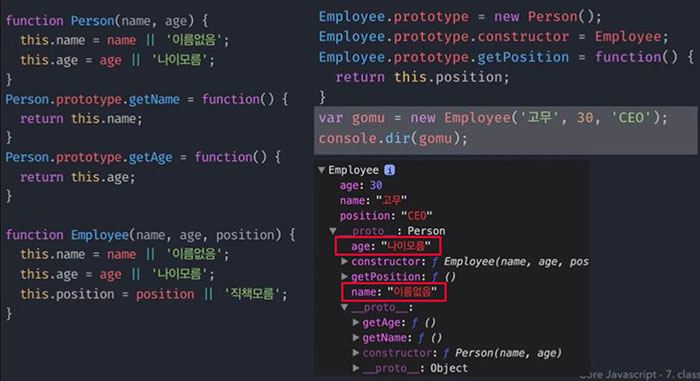 function Person(name, age) {
  this.name = name || '이름없음';
  this.age = age || '나이모름';
}
Person.prototype.getName = function() {
  return this.name;
}
Person.prototype.getAge = function() {
  return this.age;
}
function Employee(name, age, position) {
  this.name = name || '이름없음';
  this.age = age || '나이모름';
  this.position = position || '직책모름';
}
Employee.prototype = new Person();
Employee.prototype.constructor = Employee;
Employee.prototype.getPosition = function() {
  return this.position;
}
var gomu = new Employee('고무', 30, 'CEO');
console.dir(gomu);
▼ Employee i
age: 30
name: "고무"
position: "CEO"
▼ __proto__: Person
age: "나이모름"
▶ constructor: ƒ Employee(name, age, pos
▶ getPosition: ƒ ()
name: "이름없음"
▼ __proto__:
▶ getAge: ƒ ()
▶ getName: ƒ ()
▶ constructor: ƒ Person(name, age)
▶ __proto__: Object
Core Javascript - 7. class